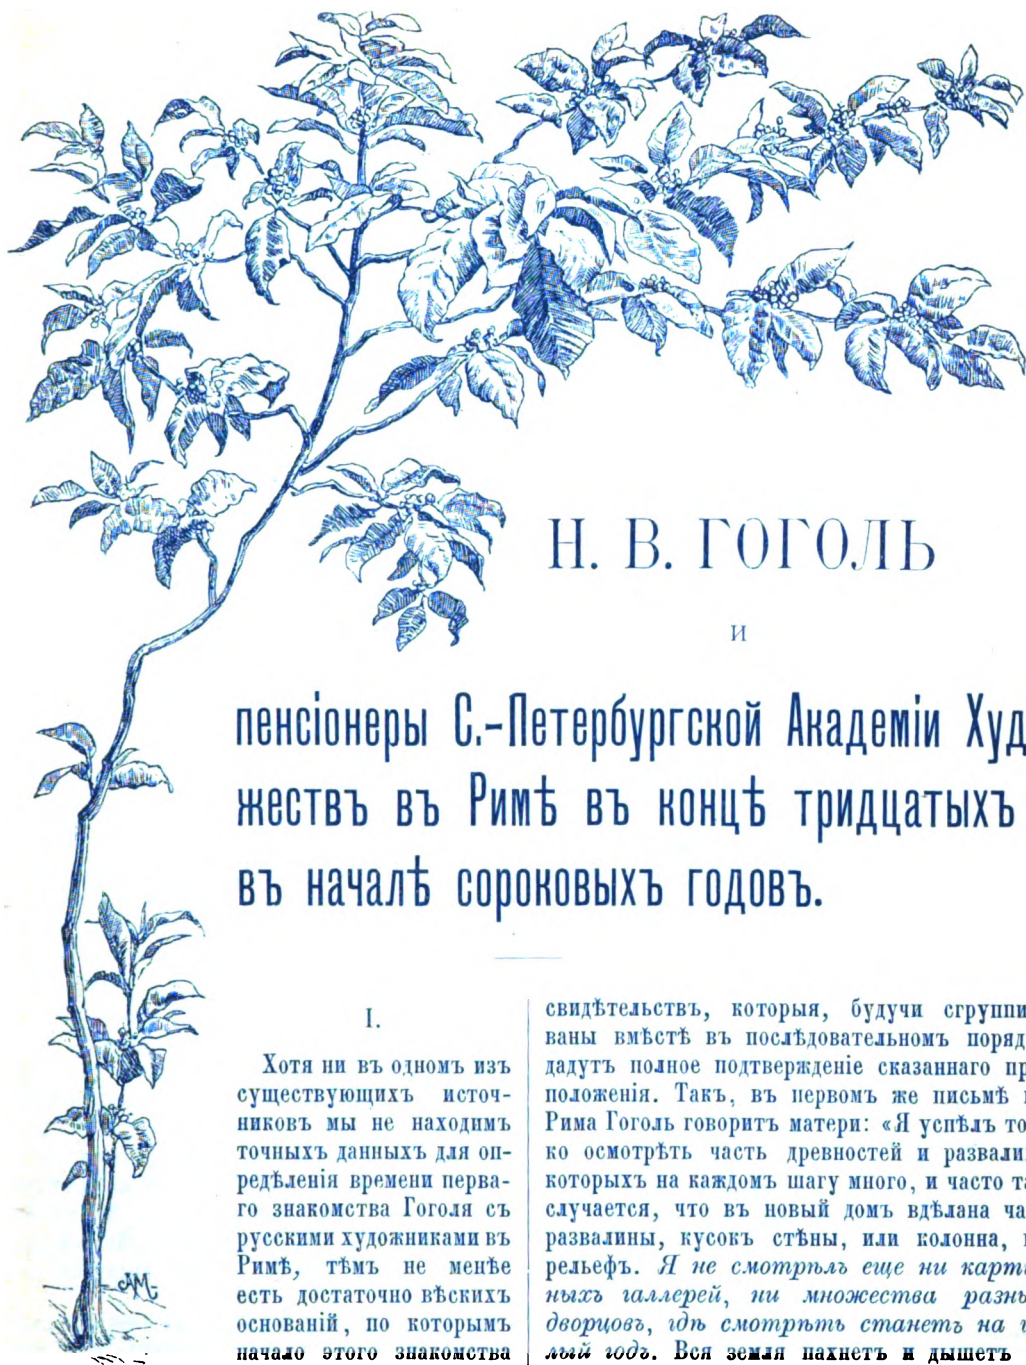 Н. В. ГОГОЛЬ
и
пенсіонеры С.-Петербургской Академіи Худ
жествъ въ Римѣ въ концѣ тридцатыхъ
въ началѣ сороковыхъ годовъ.
I.
Хотя ни въ одномъ изъ
существующихъ источ-
никовъ мы не находимъ
точныхъ данныхъ для оп-
редѣленія времени перва-
го знакомства Гоголя съ
русскими художниками въ
Римѣ, тѣмъ не менѣе
есть достаточно вѣскихъ
основаній, по которымъ
начало этого знакомства
свидѣтельствъ, которыя, будучи сгруппи
ваны вмѣстѣ въ послѣдовательномъ поряд
дадутъ полное подтвержденіе сказаннаго пр
положенія. Такъ, въ первомъ же письмѣ
Рима Гоголь говоритъ матери: «Я успѣлъ то
ко осмотрѣть часть древностей и развали
которыхъ на каждомъ шагу много, и часто та
случается, что въ новый домъ вдѣлана ча
развалины, кусокъ стѣны, или колонна,
рельефъ. Я не смотрѣлъ еще ни карти
ныхъ галлерей, ни множества разны
дворцовъ, гдѣ смотрѣть станетъ на
лый годъ. Вся земля пахнетъ и дышетъ
АМ